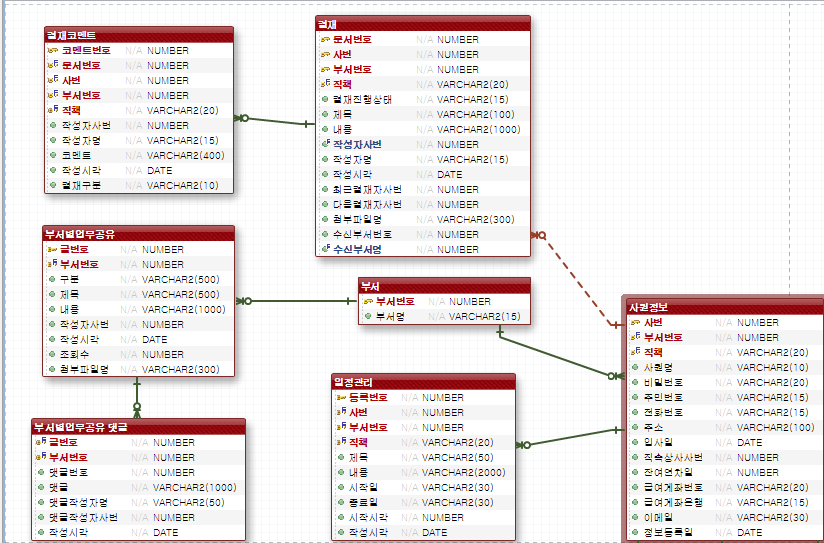 결재코멘트
코멘트번호 N/A NUMBER
문서번호 N/A NUMBER
사번 N/A NUMBER
부서번호 N/A NUMBER
직책 N/A VARCHAR2(20)
작성자사번 N/A NUMBER
작성자명 N/A VARCHAR2(15)
코멘트 N/A VARCHAR2(400)
작성시각 N/A DATE
결재구분 N/A VARCHAR2(10)
결재
문서번호 N/A NUMBER
사번 N/A NUMBER
부서번호 N/A NUMBER
직책 N/A VARCHAR2(20)
결재진행상태 N/A VARCHAR2(15)
제목 N/A VARCHAR2(100)
내용 N/A VARCHAR2(1000)
작성자사번 N/A NUMBER
작성자명 N/A VARCHAR2(15)
작성시각 N/A DATE
최근결재자사번 N/A NUMBER
다음결재자사번 N/A NUMBER
첨부파일명 N/A VARCHAR2(300)
수신부서번호 N/A NUMBER
수신부서명 N/A NUMBER
부서별업무공유
글번호 N/A NUMBER
부서번호 N/A NUMBER
구분 N/A VARCHAR2(500)
제목 N/A VARCHAR2(500)
내용 N/A VARCHAR2(1000)
작성자사번 N/A NUMBER
작성시각 N/A DATE
조회수 N/A NUMBER
첨부파일명 N/A VARCHAR2(300)
부서
부서번호 N/A NUMBER
부서명 N/A VARCHAR2(15)
사원정보
사번 N/A NUMBER
부서번호 N/A NUMBER
직책 N/A VARCHAR2(20)
사원명 N/A VARCHAR2(10)
비밀번호 N/A VARCHAR2(20)
주민번호 N/A VARCHAR2(15)
전화번호 N/A VARCHAR2(15)
주소 N/A VARCHAR2(100)
입사일 N/A DATE
직속상사사번 N/A NUMBER
잔여연차일 N/A NUMBER
급여계좌번호 N/A VARCHAR2(20)
급여계좌은행 N/A VARCHAR2(15)
이메일 N/A VARCHAR2(30)
정보등록일 N/A DATE
일정관리
등록번호 N/A NUMBER
사번 N/A NUMBER
부서번호 N/A NUMBER
직책 N/A VARCHAR2(20)
제목 N/A VARCHAR2(50)
내용 N/A VARCHAR2(2000)
시작일 N/A VARCHAR2(30)
종료일 N/A VARCHAR2(30)
시작시각 N/A NUMBER
작성시각 N/A DATE
부서별업무공유 댓글
글번호 N/A NUMBER
부서번호 N/A NUMBER
댓글번호 N/A NUMBER
댓글 N/A VARCHAR2(1000)
댓글작성자명 N/A VARCHAR2(50)
댓글작성자사번 N/A NUMBER
작성시각 N/A DATE